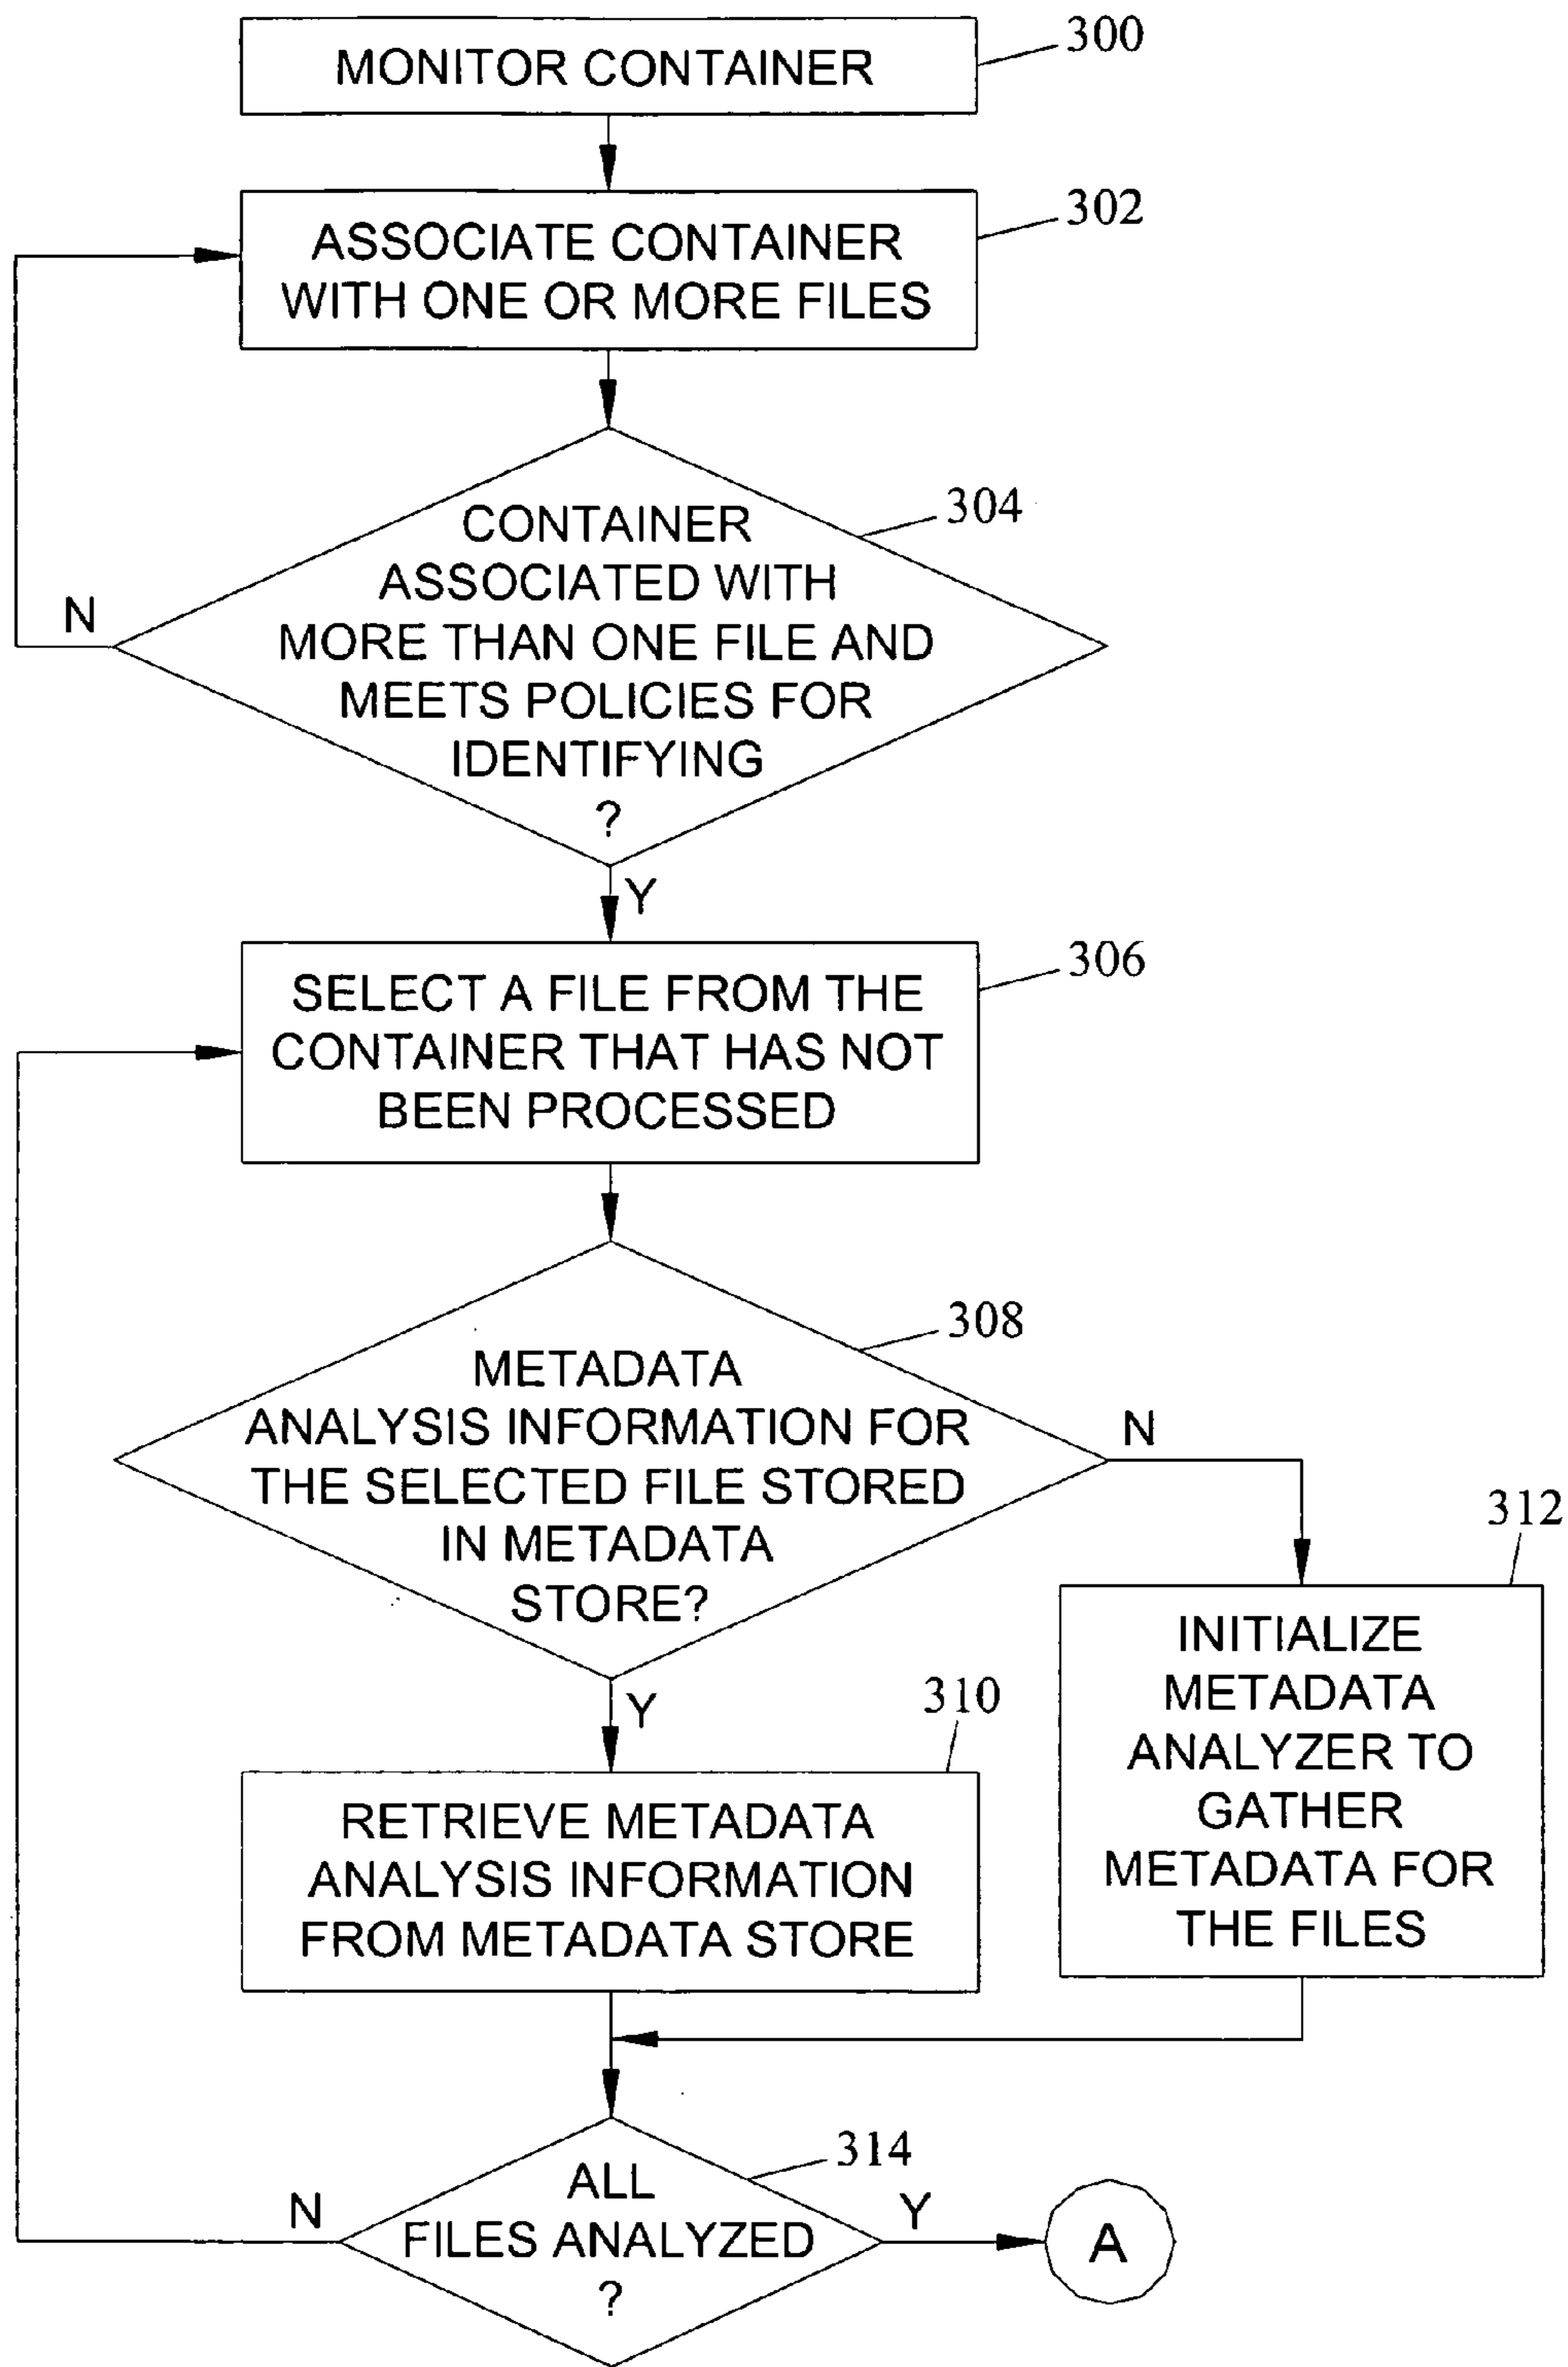 MONITOR CONTAINER
300
ASSOCIATE CONTAINER
WITH ONE OR MORE FILES
302
CONTAINER
ASSOCIATED WITH
MORE THAN ONE FILE AND
MEETS POLICIES FOR
IDENTIFYING
?
304
N
Y
SELECT A FILE FROM THE
CONTAINER THAT HAS NOT
BEEN PROCESSED
306
METADATA
ANALYSIS INFORMATION FOR
THE SELECTED FILE STORED
IN METADATA
STORE?
308
N
Y
312
INITIALIZE
METADATA
ANALYZER TO
GATHER
METADATA FOR
THE FILES
310
RETRIEVE METADATA
ANALYSIS INFORMATION
FROM METADATA STORE
ALL
FILES ANALYZED
?
314
N
Y
A